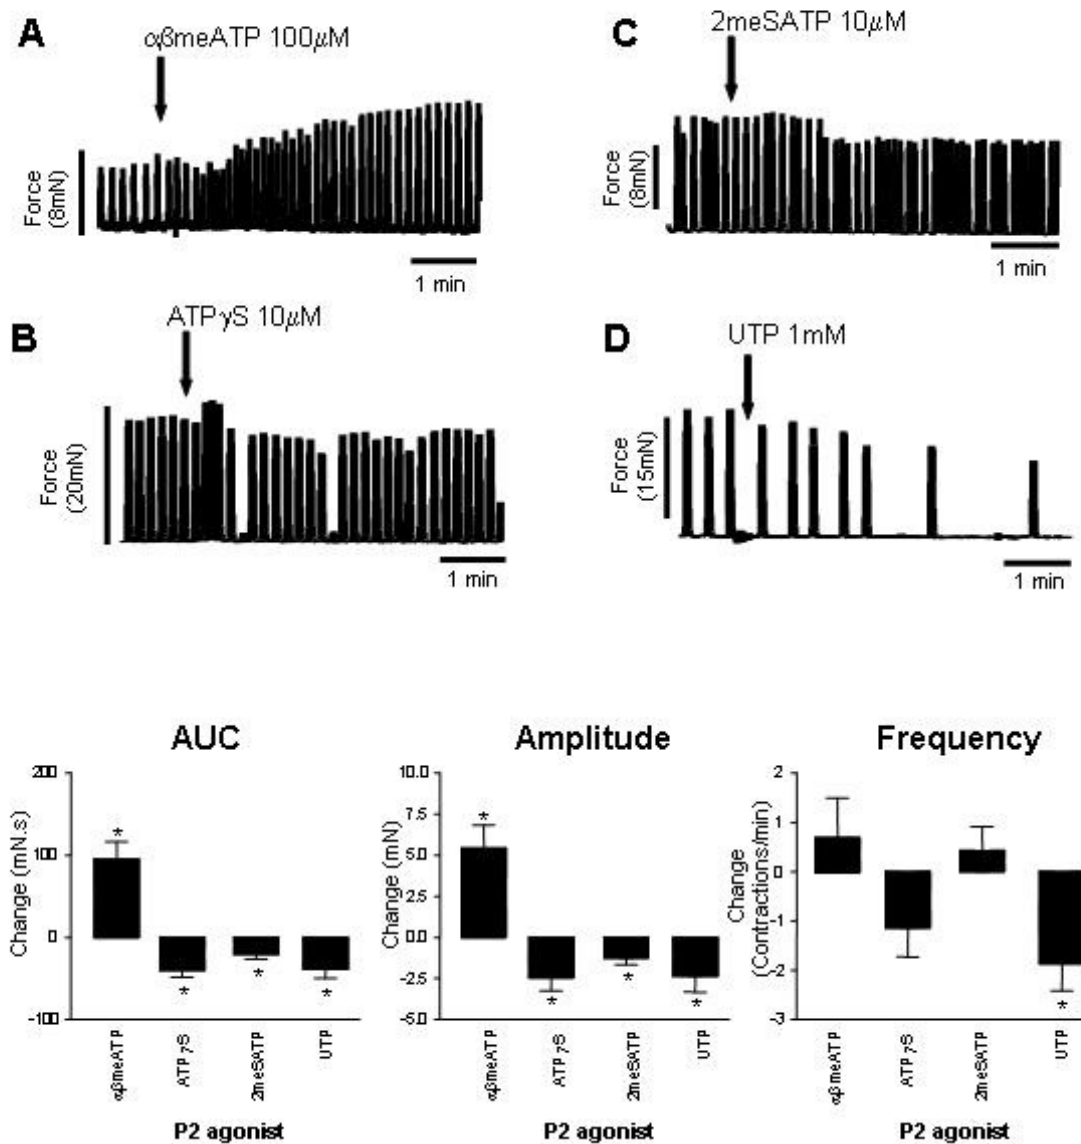 A
αβmeATP 100μM
Force
(8mN)
1 min
C
2meSATP 10μM
Force
(8mN)
1 min
B
ATPγS 10μM
Force
(20mN)
1 min
D
UTP 1mM
Force
(15mN)
1 min
AUC
Change (mN.s)
200
100
0
-100
αβmeATP
ATPγS
2meSATP
UTP
P2 agonist
* * * *
Amplitude
Change (mN)
10.0
7.5
5.0
2.5
0.0
-2.5
-5.0
αβmeATP
ATPγS
2meSATP
UTP
P2 agonist
* * * *
Frequency
Change
(Contractions/min)
2
1
0
-1
-2
-3
αβmeATP
ATPγS
2meSATP
UTP
P2 agonist
*